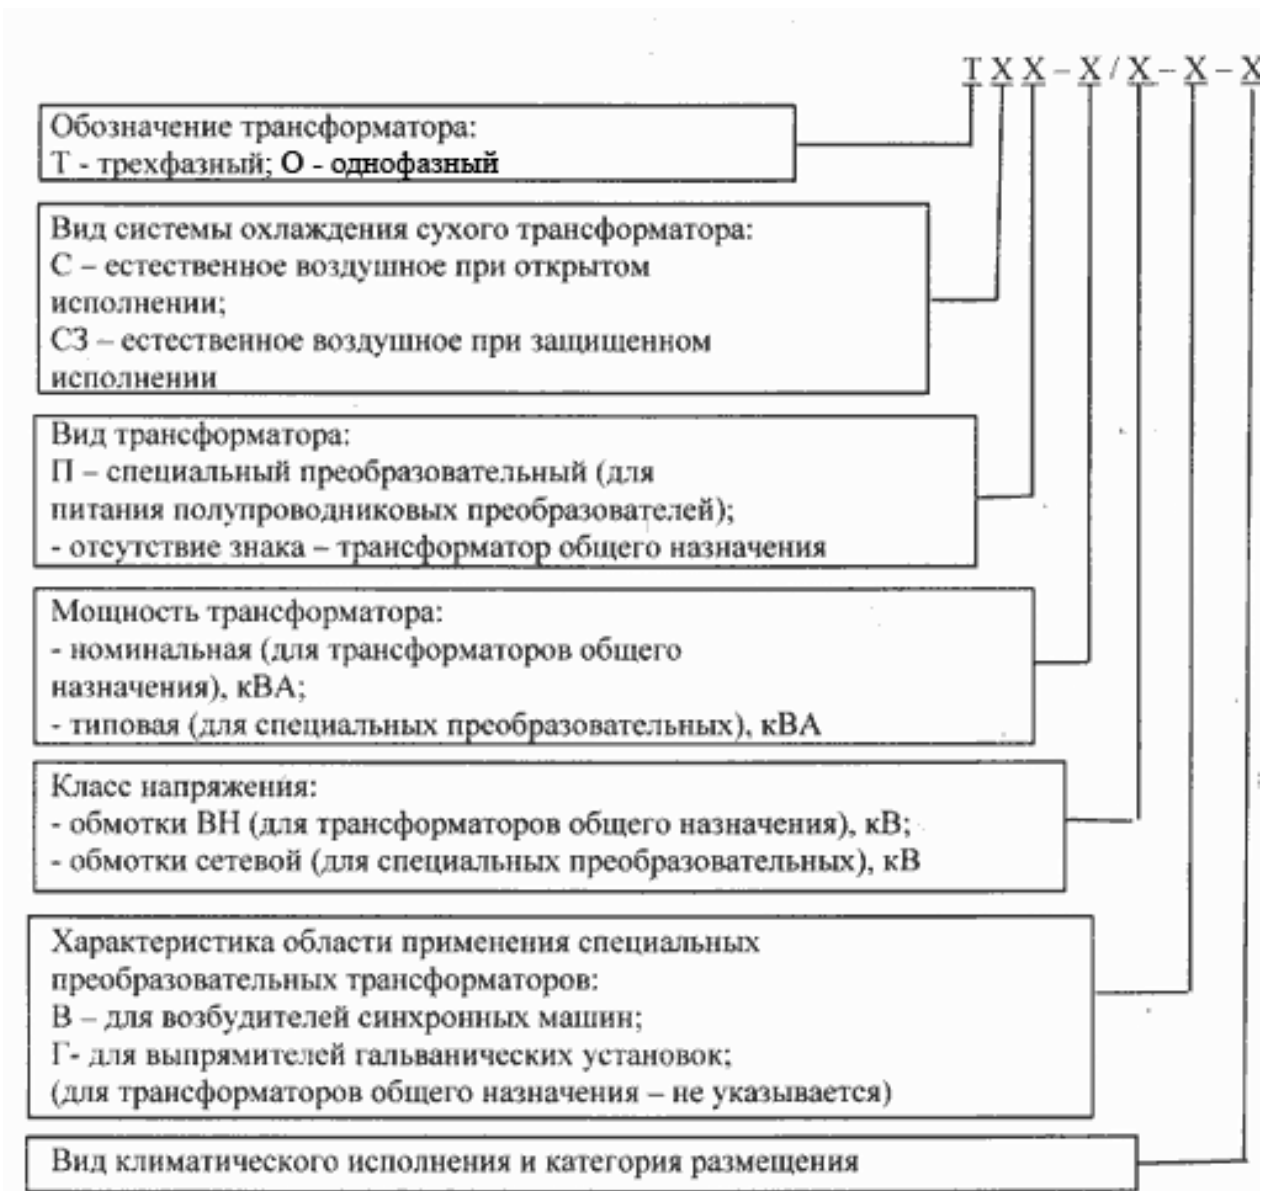 Т Х Х – Х / Х – Х – Х
Обозначение трансформатора:
Т - трехфазный; О - однофазный
Вид системы охлаждения сухого трансформатора:
С – естественное воздушное при открытом
исполнении;
СЗ – естественное воздушное при защищенном
исполнении
Вид трансформатора:
П – специальный преобразовательный (для
питания полупроводниковых преобразователей);
- отсутствие знака – трансформатор общего назначения
Мощность трансформатора:
- номинальная (для трансформаторов общего
назначения), кВА;
- типовая (для специальных преобразовательных), кВА
Класс напряжения:
- обмотки ВН (для трансформаторов общего назначения), кВ;
- обмотки сетевой (для специальных преобразовательных), кВ
Характеристика области применения специальных
преобразовательных трансформаторов:
В – для возбудителей синхронных машин;
Г- для выпрямителей гальванических установок;
(для трансформаторов общего назначения – не указывается)
Вид климатического исполнения и категория размещения